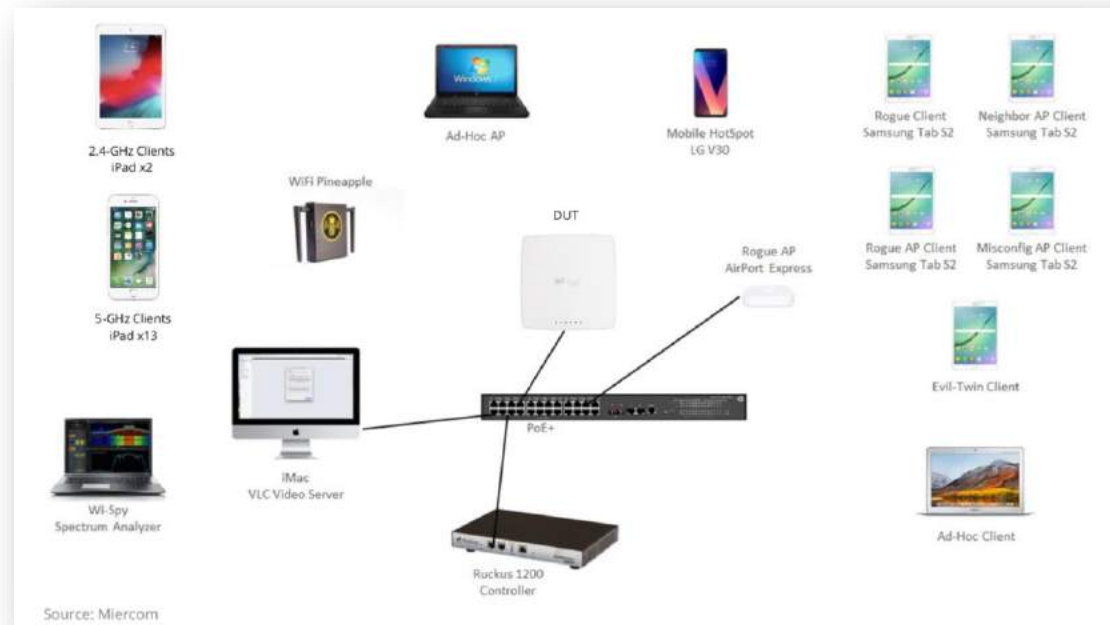 2.4-GHz Clients
iPad x2
Windows 7
Ad-Hoc AP
Mobile HotSpot
LG V30
Rogue Client
Samsung Tab S2
Neighbor AP Client
Samsung Tab S2
WiFi Pineapple
DUT
Rogue AP
AirPort Express
Rogue AP Client
Samsung Tab S2
Misconfig AP Client
Samsung Tab S2
5-GHz Clients
iPad x13
Evil-Twin Client
PoE+
iMac
VLC Video Server
Wi-Spy
Spectrum Analyzer
Ad-Hoc Client
Ruckus 1200
Controller
Source: Miercom